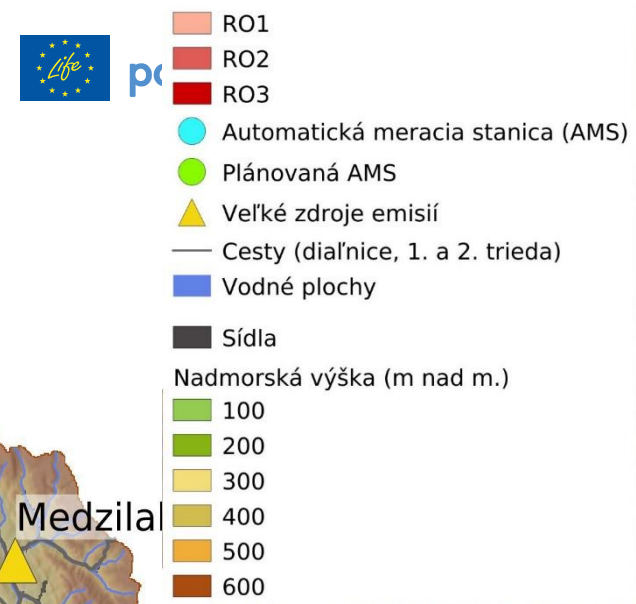 RO1
Life
RO2
RO3
Automatická meracia stanica (AMS)
Plánovaná AMS
Veľké zdroje emisií
Cesty (diaľnice, 1. a 2. trieda)
Vodné plochy
Sídla
Nadmorská výška (m nad m.)
100
200
300
400
500
600